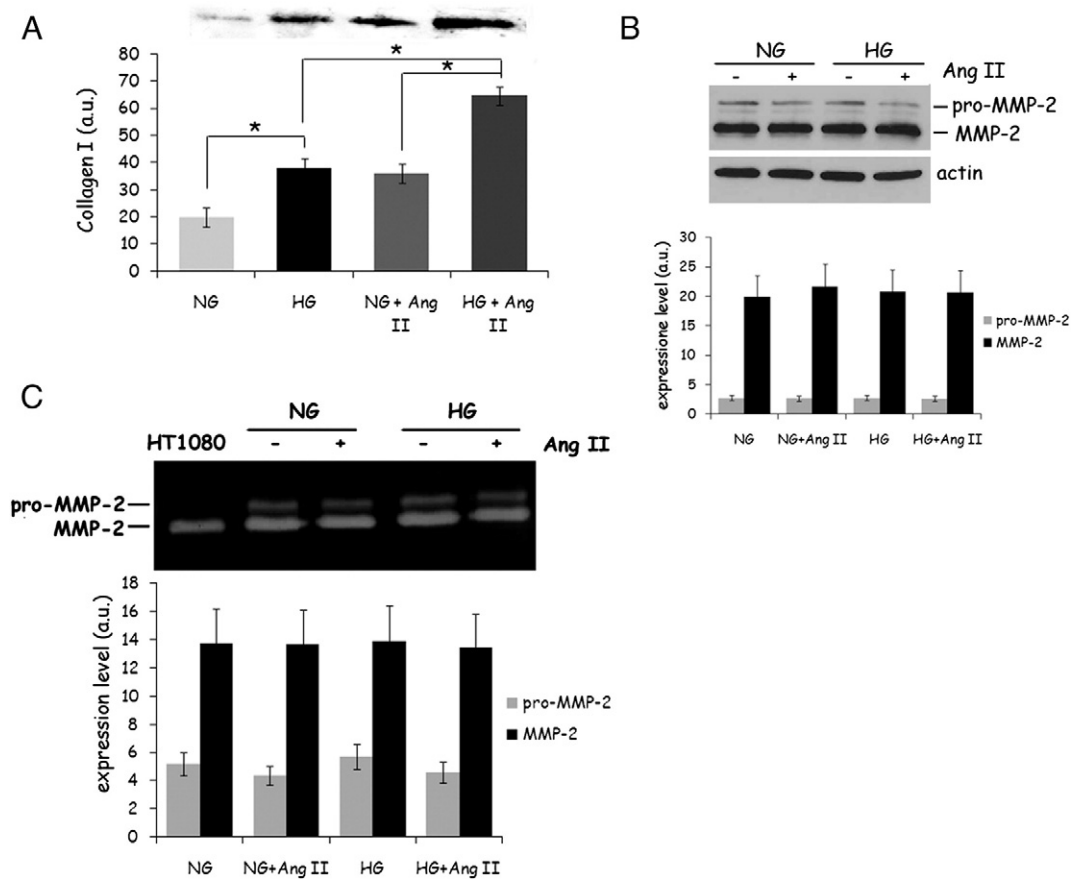 A
80
70
60
50
40
30
20
10
0
Collagen I (a.u.)
*
*
*
NG HG NG + Ang II HG + Ang II
B
NG HG
- + - + Ang II
pro-MMP-2
MMP-2
actin
30
25
20
15
10
5
0
expressione level (a.u.)
pro-MMP-2
MMP-2
NG NG+Ang II HG HG+Ang II
C
NG HG
HT1080 - + - + Ang II
pro-MMP-2
MMP-2
18
16
14
12
10
8
6
4
2
0
expression level (a.u.)
pro-MMP-2
MMP-2
NG NG+Ang II HG HG+Ang II